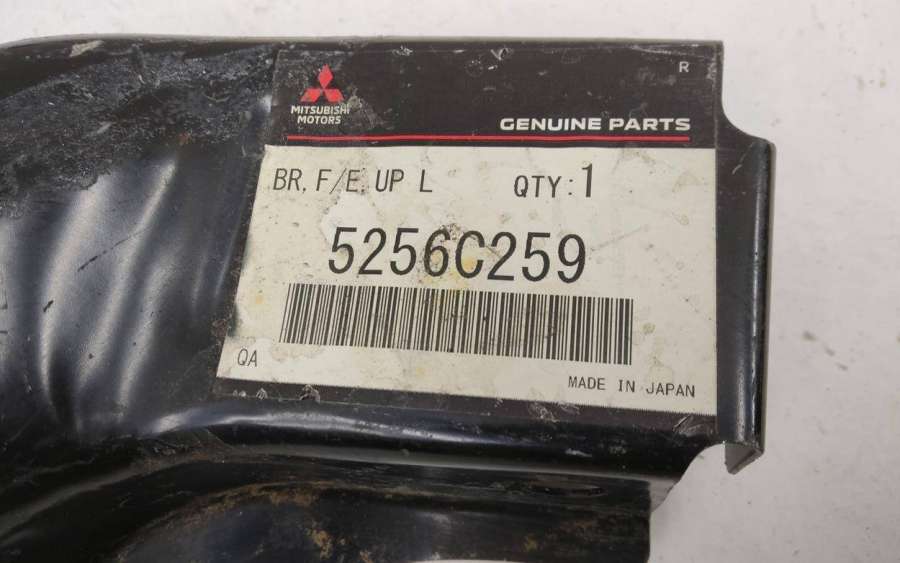 R
MITSUBISHI
MOTORS
GENUINE PARTS
BR, F/E, UP L QTY:1
5256C259
QA
MADE IN JAPAN